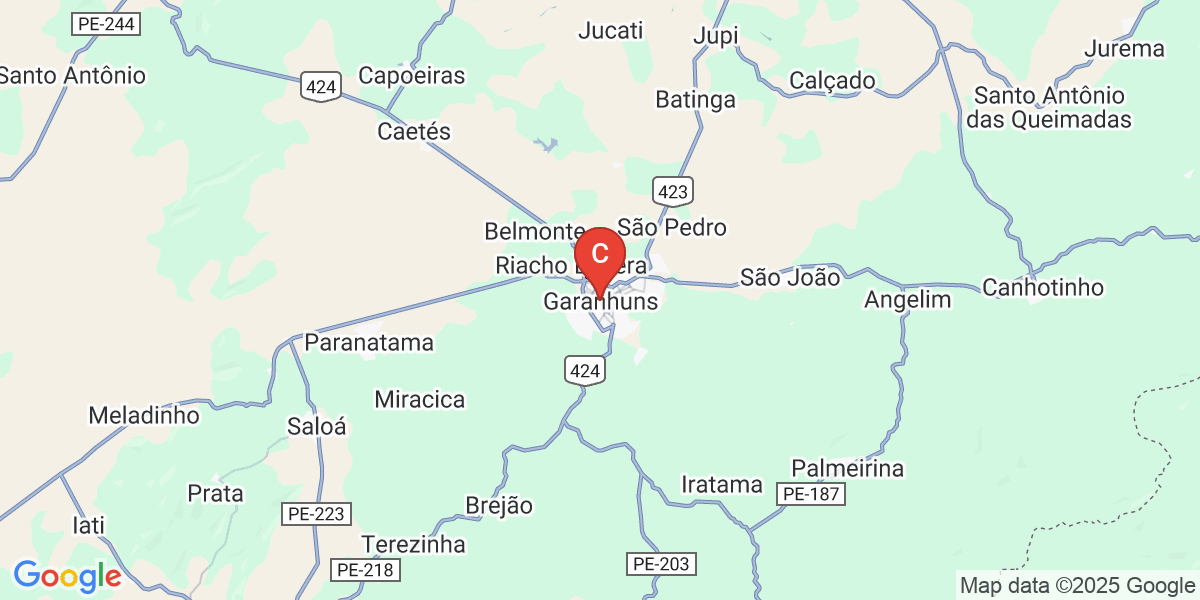 PE-244
Jucati
Jupi
Jurema
Santo Antônio
Capoeiras
424
Calçado
Batinga
Santo Antônio
das Queimadas
Caetés
423
Belmonte
São Pedro
C
Riacho
São João
Canhotinho
Garanhuns
Angelim
Paranatama
424
Miracica
Meladinho
Saloá
Palmeirina
Iratama
PE-187
Prata
Brejão
PE-223
Iati
Terezinha
PE-218
PE-203
Google
Map data ©2025 Google